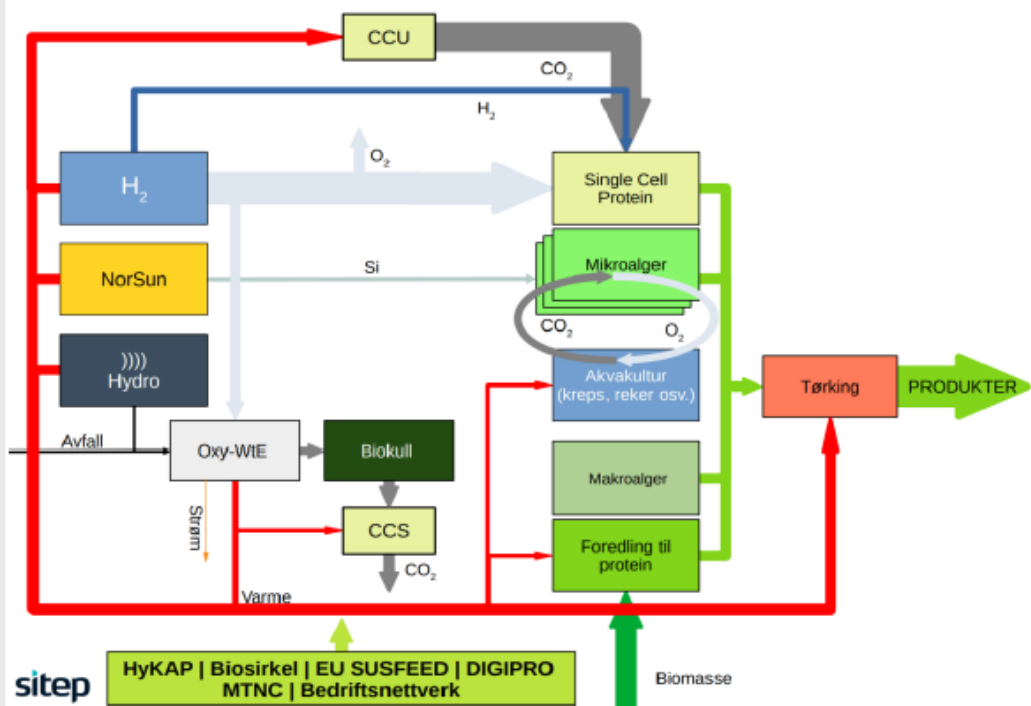 CCU
CO₂
H₂
O₂
H₂
Single Cell
Protein
NorSun
Si
Mikroalger
CO₂
O₂
))))
Hydro
Akvakultur
(kreps, reker osv.)
Tørking
PRODUKTER
Avfall
Oxy-WtE
Biokull
Makroalger
Strøm
CCS
Foredling til
protein
CO₂
Varme
HyKAP | Biosirkel | EU SUSFEED | DIGIPRO
MTNC | Bedriftsnettverk
sitep
Biomasse